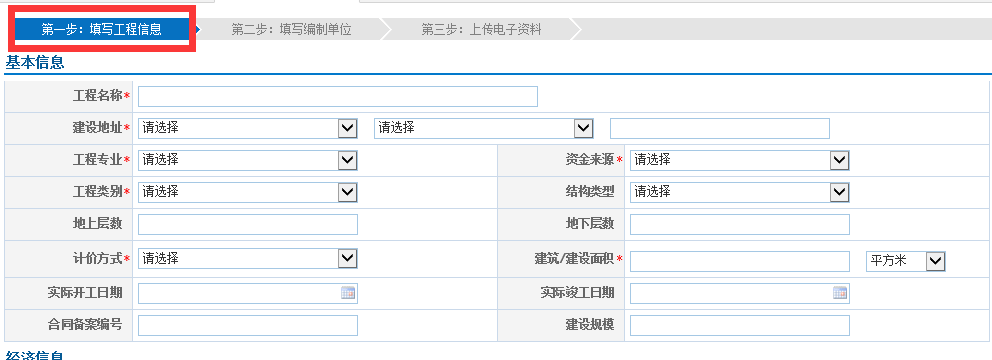 第一步：填写工程信息 第二步：填写编制单位 第三步：上传电子资料
基本信息
工程名称*
建设地址* 请选择 请选择
工程专业* 请选择 资金来源* 请选择
工程类别* 请选择 结构类型 请选择
地上层数 地下层数
计价方式* 请选择 建筑/建设面积* 平方米
实际开工日期 实际竣工日期
合同备案编号 建设规模
经济信息